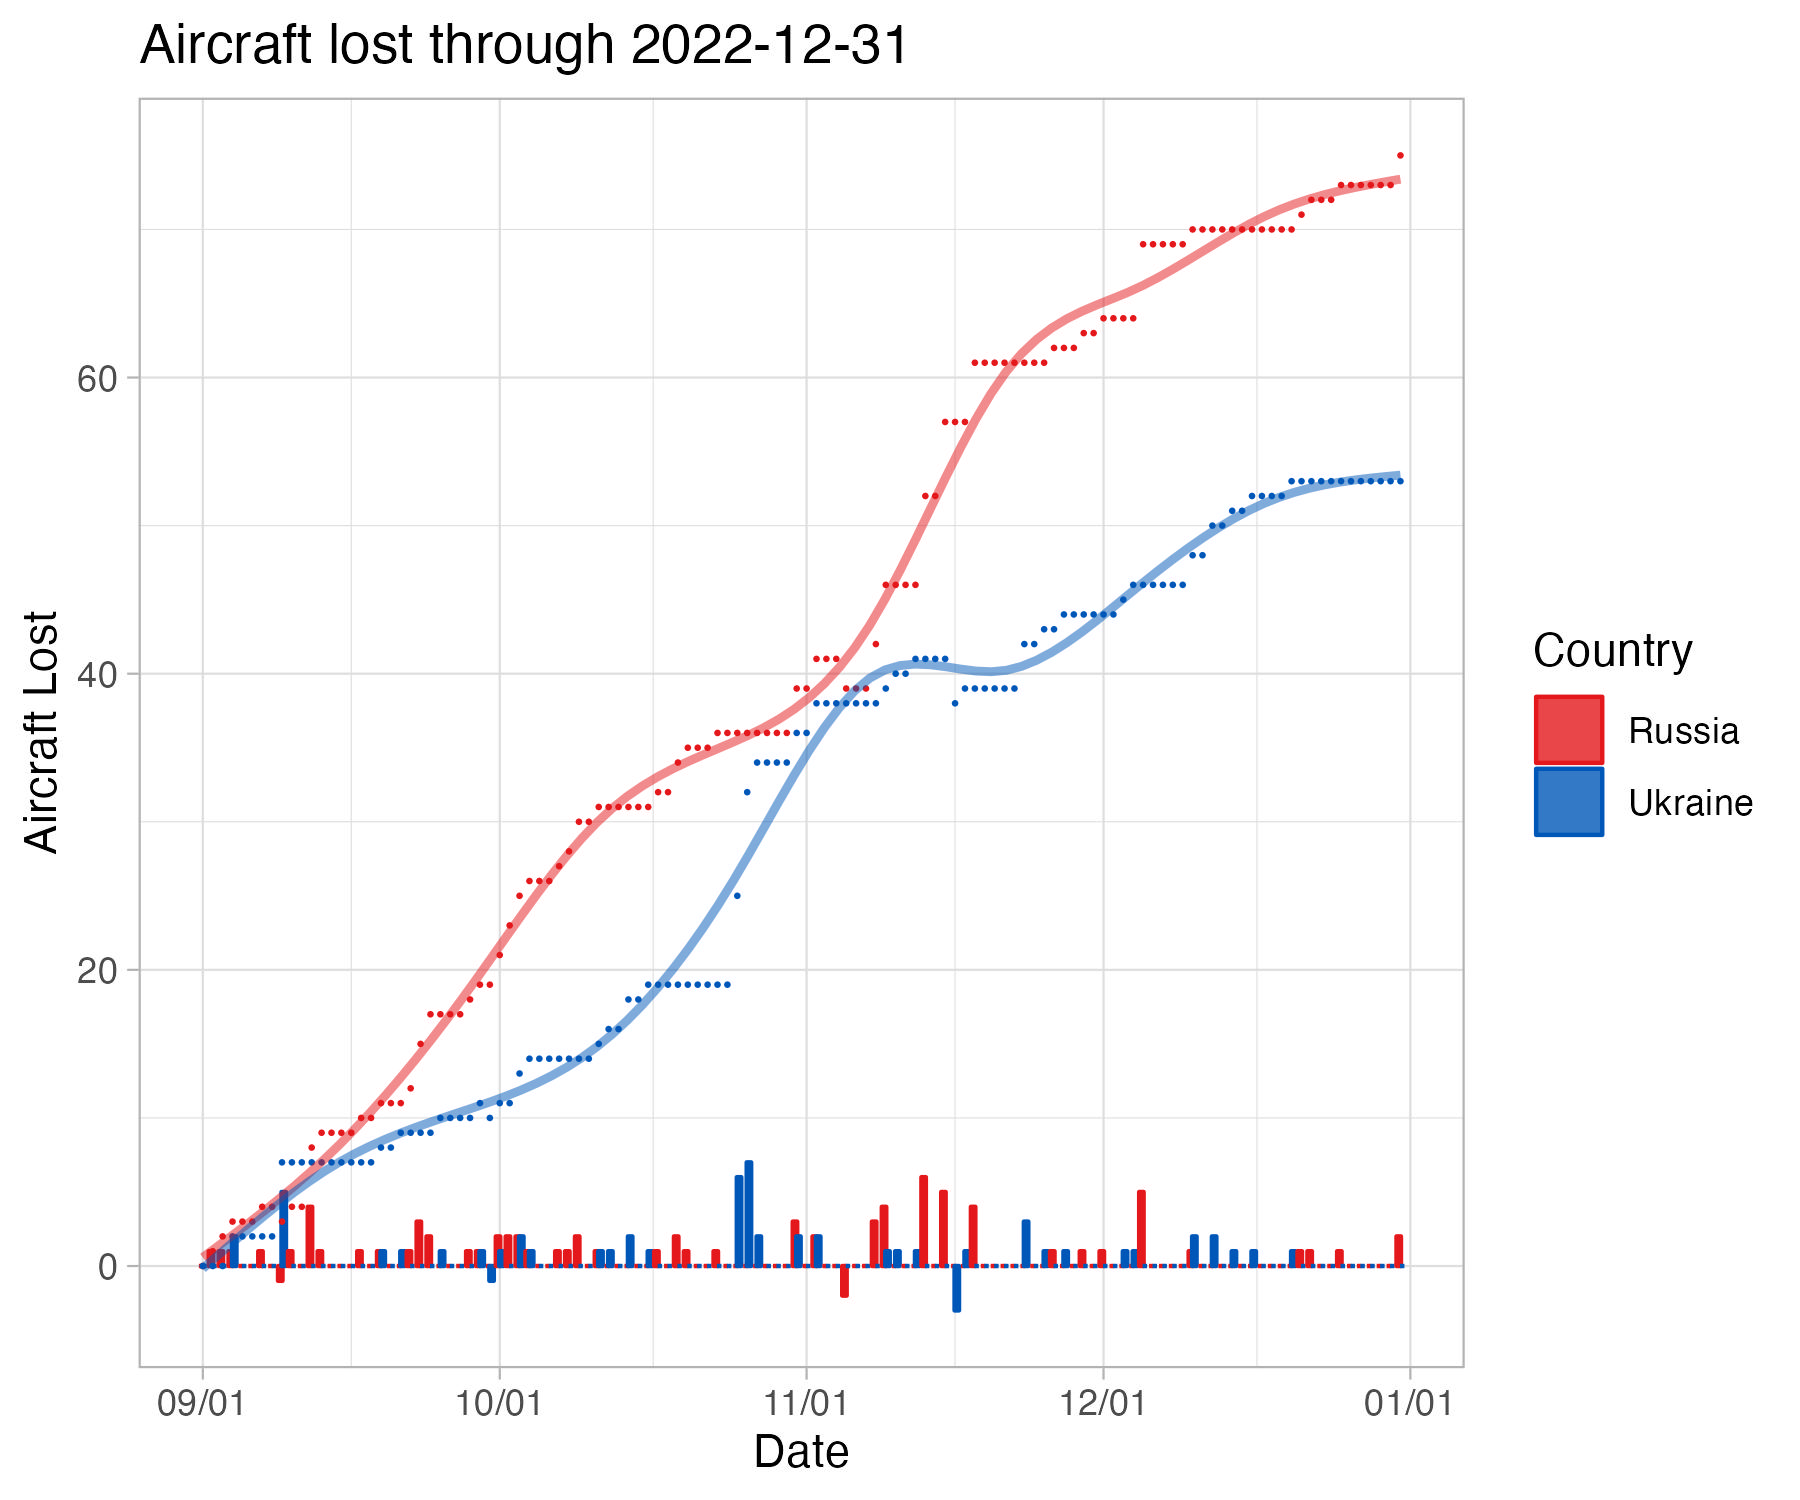 Aircraft lost through 2022-12-31
Aircraft Lost
60
40
20
0
09/01
10/01
11/01
12/01
01/01
Date
Country
Russia
Ukraine